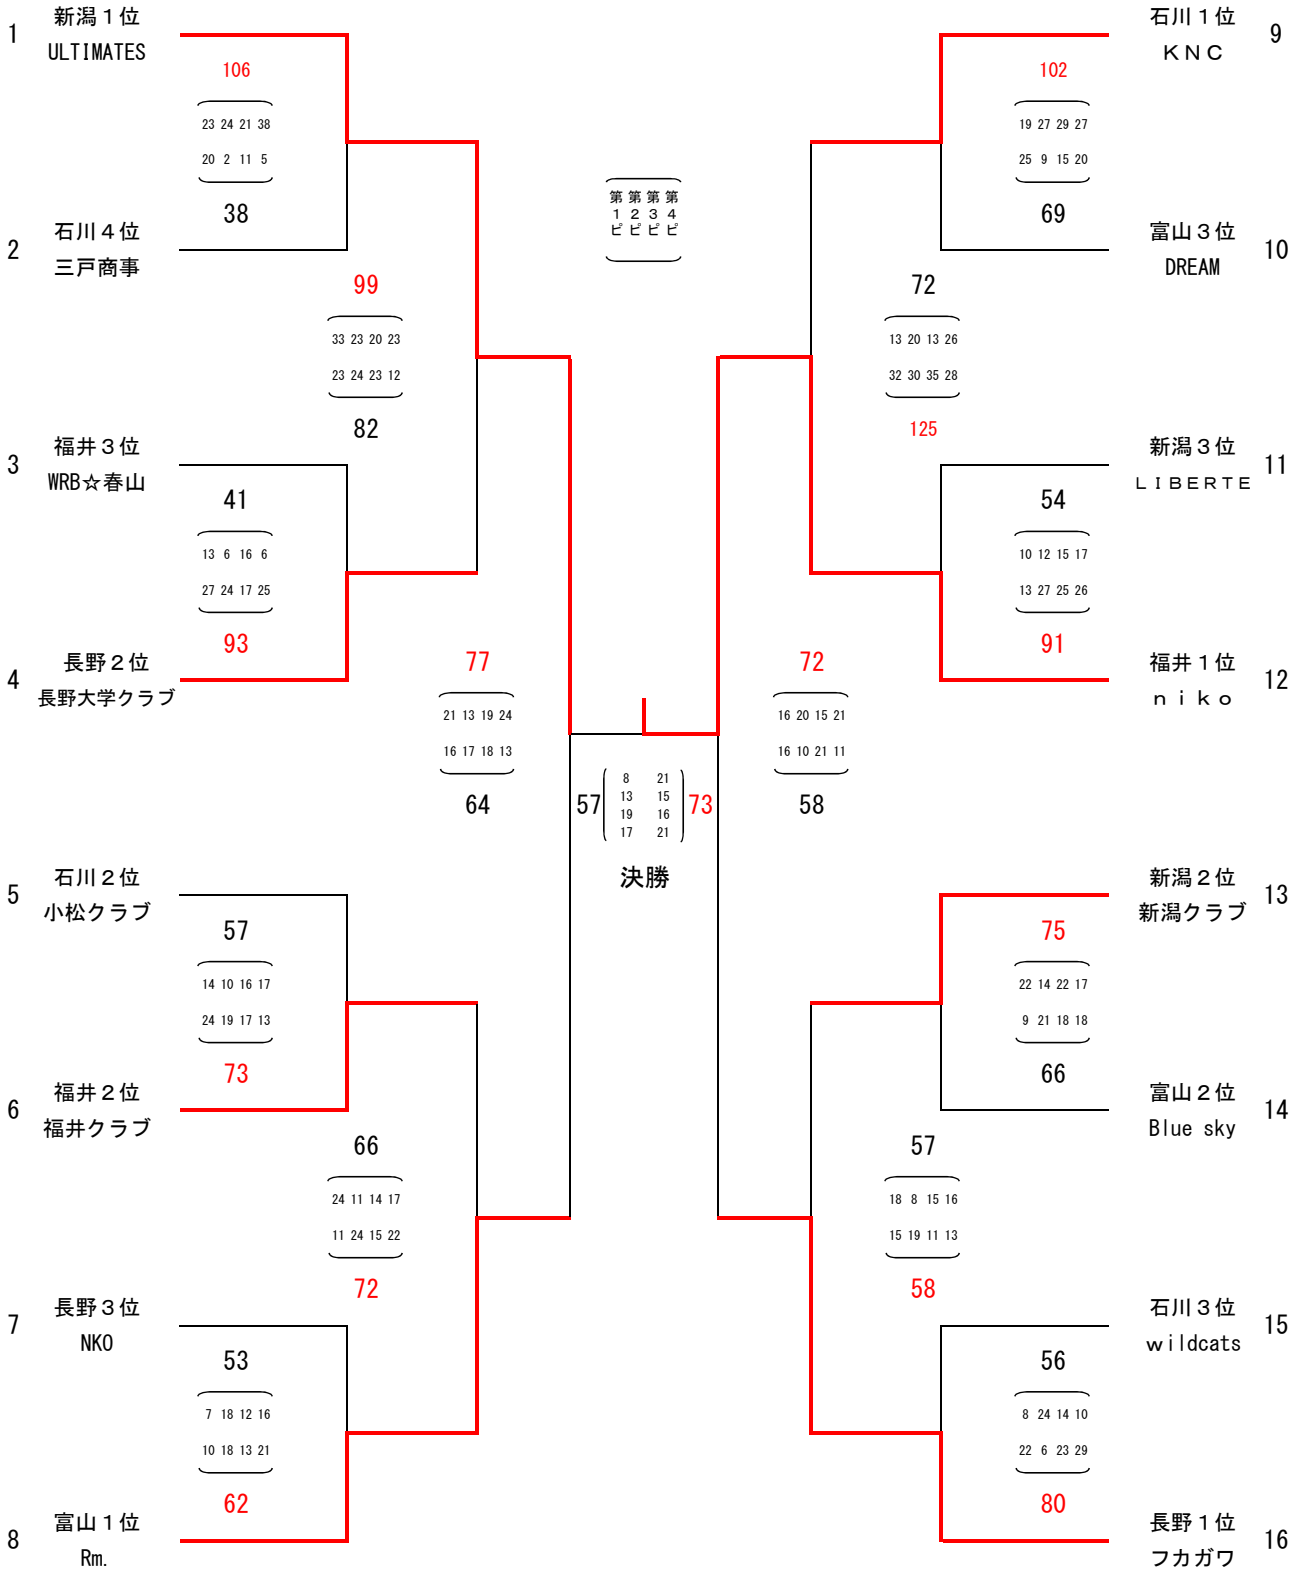 1
新潟１位
ULTIMATES
106
23 24 21 38
20 2 11 5
38
2
石川４位
三戸商事
99
33 23 20 23
23 24 23 12
82
3
福井３位
WRB☆春山
41
13 6 16 6
27 24 17 25
93
4
長野２位
長野大学クラブ
77
21 13 19 24
16 17 18 13
64
5
石川２位
小松クラブ
57
14 10 16 17
24 19 17 13
73
6
福井２位
福井クラブ
66
24 11 14 17
11 24 15 22
72
7
長野３位
NKO
53
7 18 12 16
10 18 13 21
62
8
富山１位
Rm.
第 第 第 第
1 2 3 4
ピ ピ ピ ピ
57
8 21
13 15
19 16
17 21
73
決勝
石川１位
9
ＫＮＣ
102
19 27 29 27
25 9 15 20
69
富山３位
10
DREAM
72
13 20 13 26
32 30 35 28
125
新潟３位
11
ＬＩＢＥＲＴＥ
54
10 12 15 17
13 27 25 26
91
福井１位
12
ｎｉｋｏ
72
16 20 15 21
16 10 21 11
58
新潟２位
13
新潟クラブ
75
22 14 22 17
9 21 18 18
66
富山２位
14
Blue sky
57
18 8 15 16
15 19 11 13
58
石川３位
15
ｗildcats
56
8 24 14 10
22 6 23 29
80
長野１位
16
フカガワ